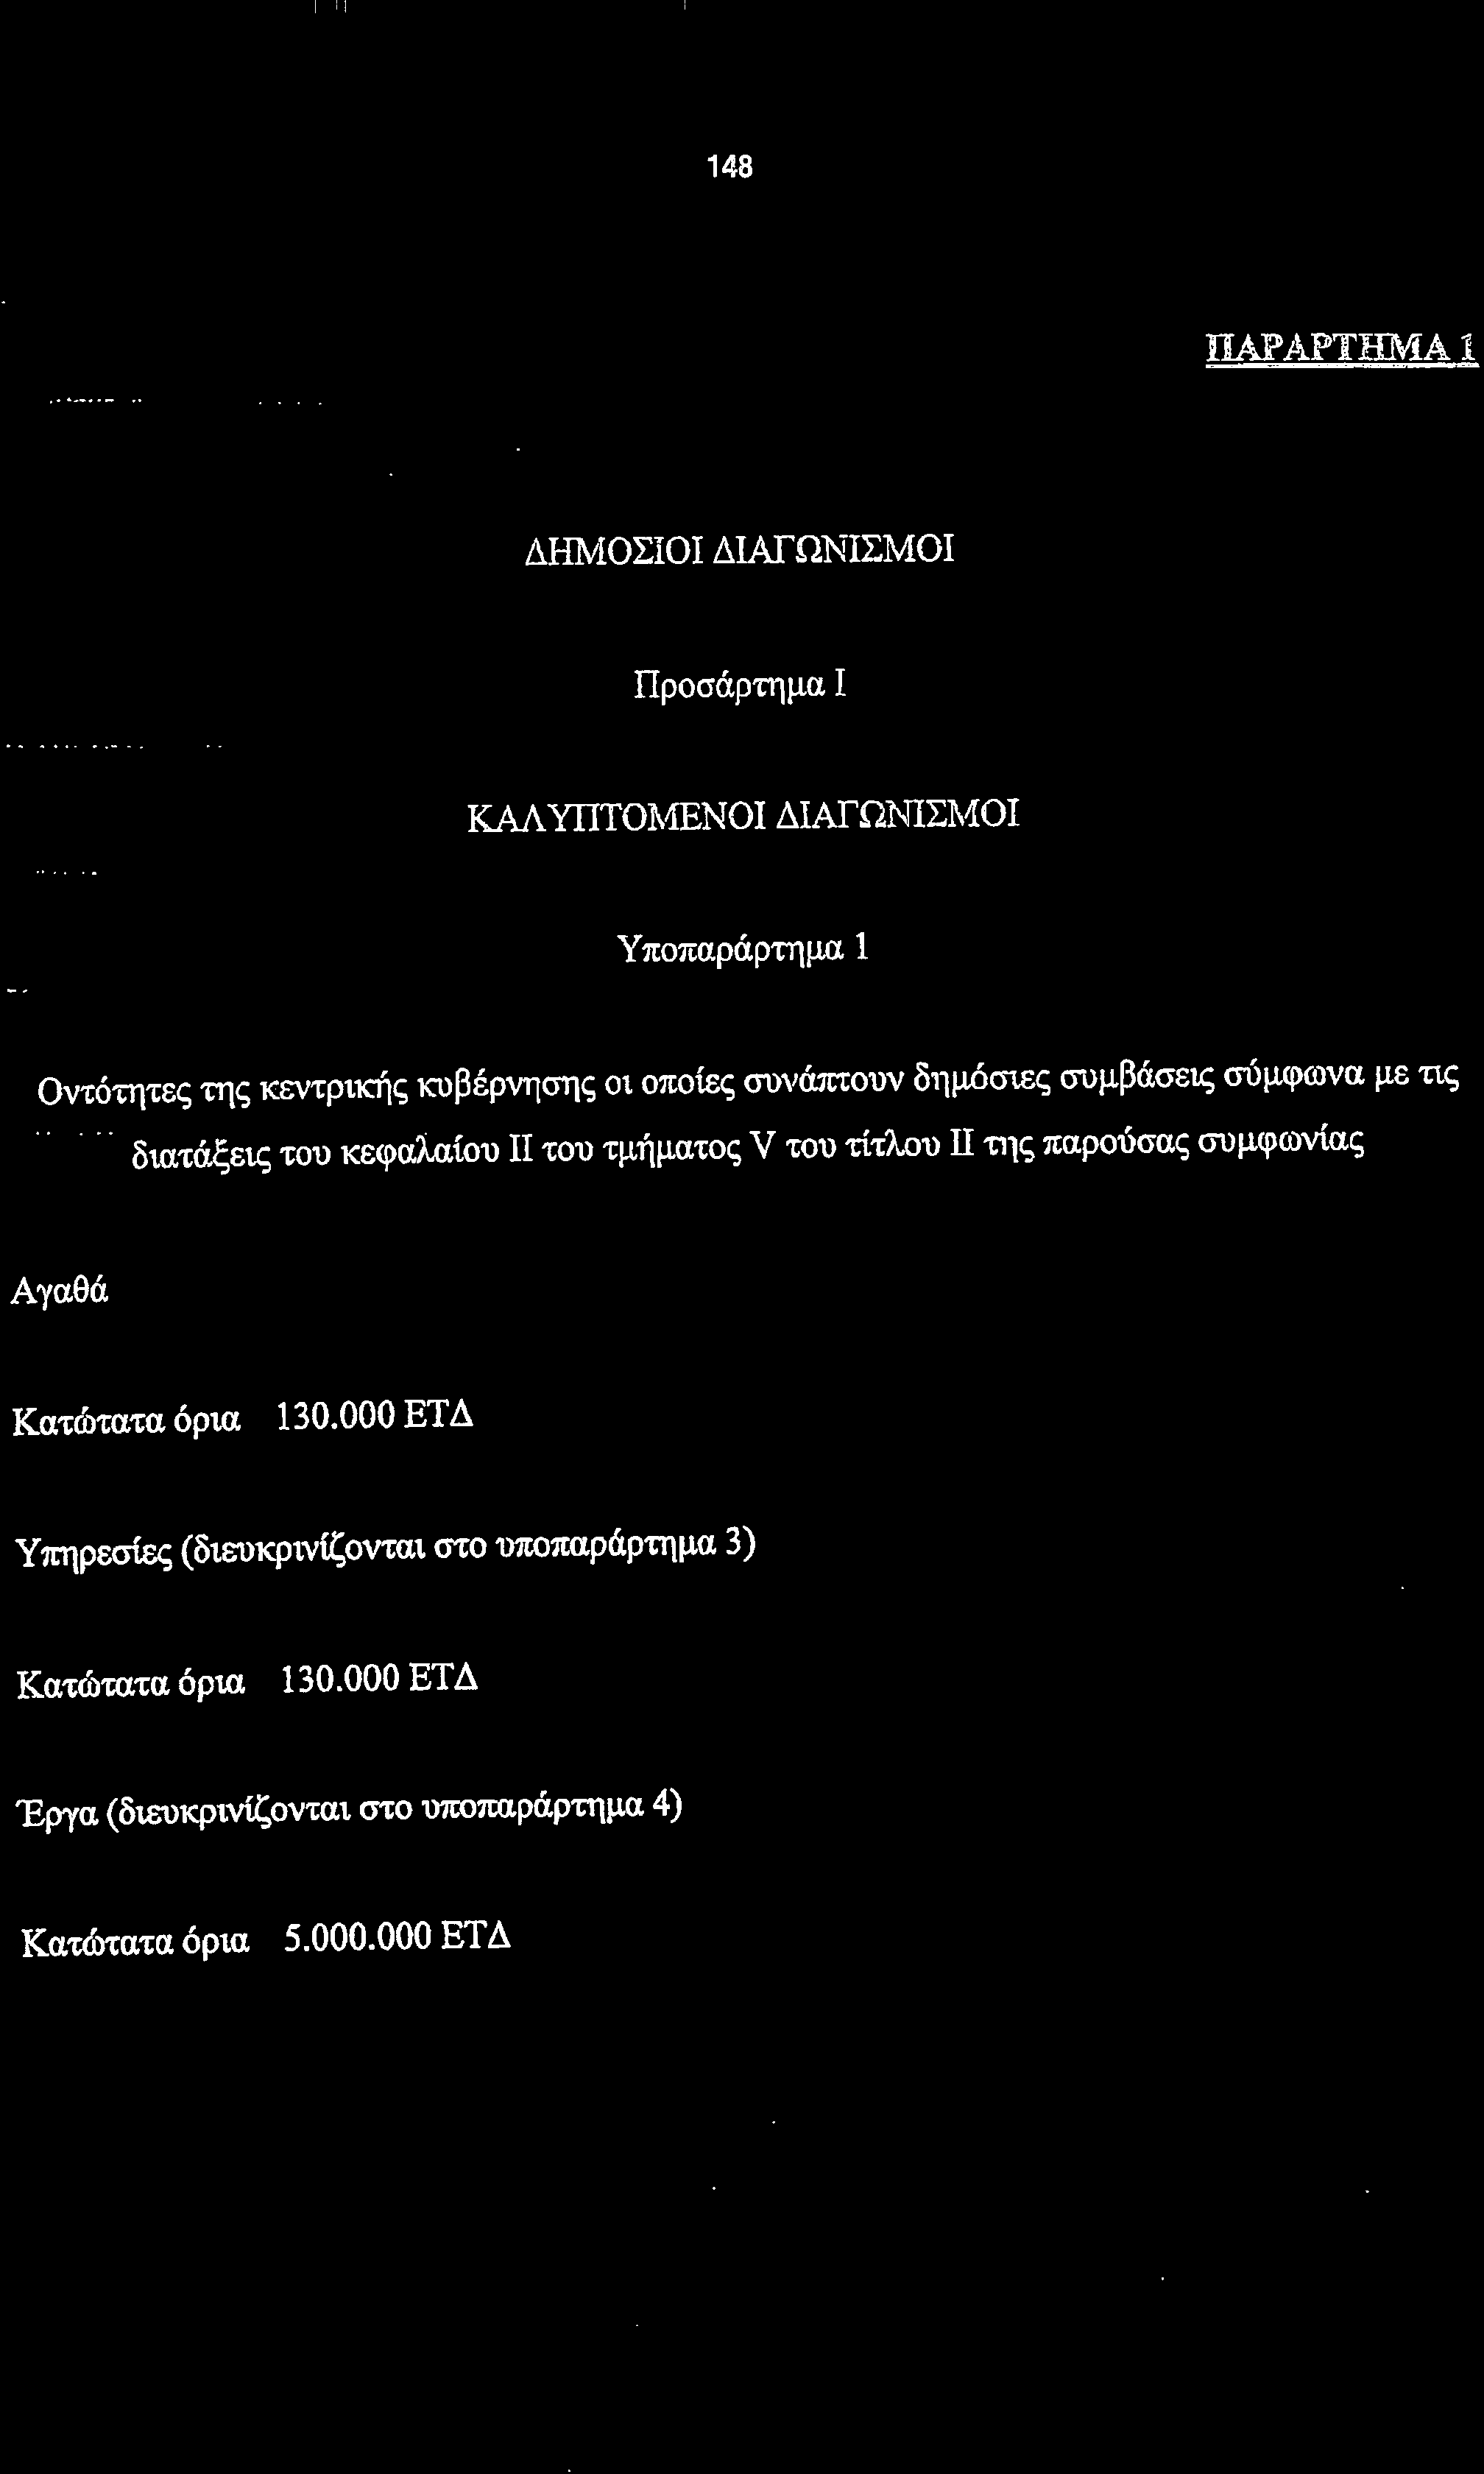 148
ΠΑΡΑΡΤΗΜΑ 1
ΔΗΜΟΣΙΟΙ ΔΙΑΓΩΝΙΣΜΟΙ
Προσάρτημα Ι
ΚΑΛΥΠΤΟΜΕΝΟΙ ΔΙΑΓΩΝΙΣΜΟΙ
Υποπαράρτημα 1
Οντότητες της κεντρικής κυβέρνησης οι οποίες συνάπτουν δημόσιες συμβάσεις σύμφωνα με τις
διατάξεις του κεφαλαίου ΙΙ του τμήματος V του τίτλου ΙΙ της παρούσας συμφωνίας
Αγαθά
Κατώτατα όρια 130.000 ΕΤΔ
Υπηρεσίες (διευκρινίζονται στο υποπαράρτημα 3)
Κατώτατα όρια 130.000 ΕΤΔ
Έργα (διευκρινίζονται στο υποπαράρτημα 4)
Κατώτατα όρια 5.000.000 ΕΤΔ